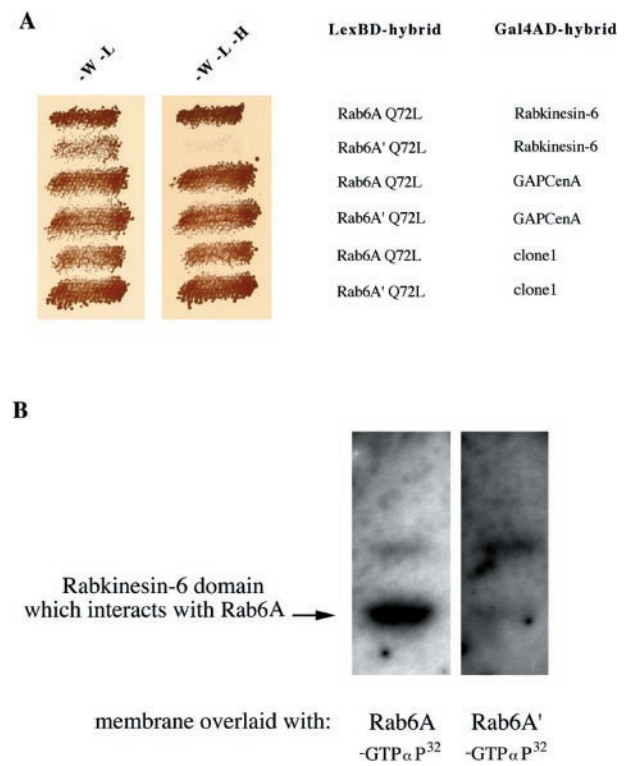 A
LexBD-hybrid Gal4AD-hybrid
-W -L
-W -L -H
Rab6A Q72L Rabkinesin-6
Rab6A' Q72L Rabkinesin-6
Rab6A Q72L GAPCenA
Rab6A' Q72L GAPCenA
Rab6A Q72L clone1
Rab6A' Q72L clone1
B
Rabkinesin-6 domain
which interacts with Rab6A
membrane overlaid with: Rab6A Rab6A'
-GTPαP³² -GTPαP³²